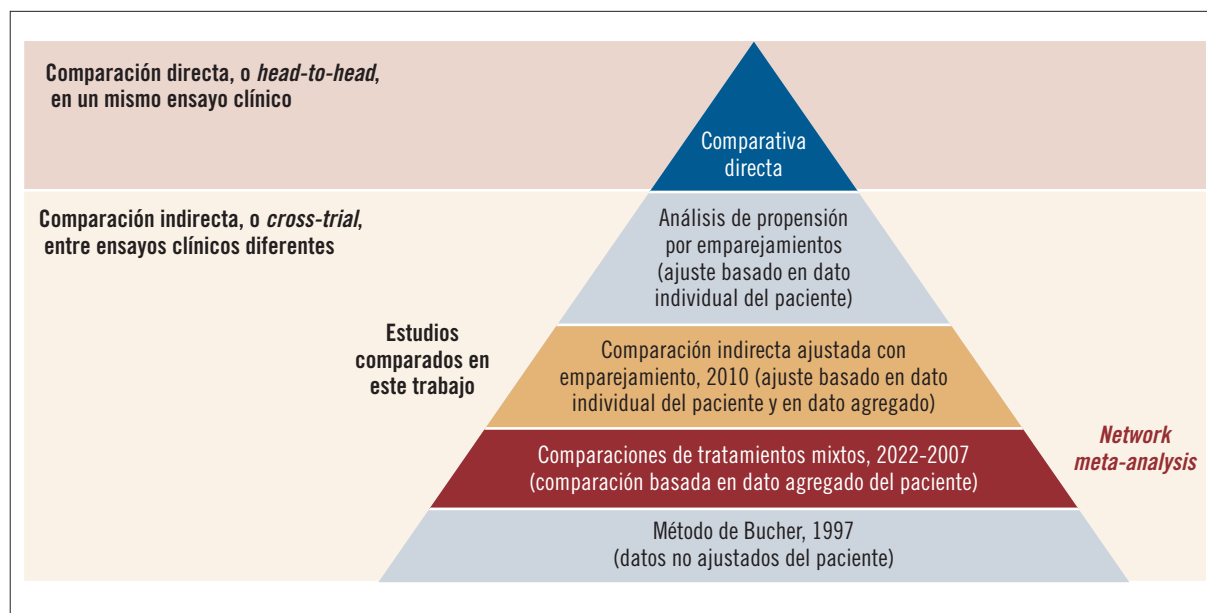 Comparación directa, o head-to-head,
en un mismo ensayo clínico
Comparativa
directa
Comparación indirecta, o cross-trial,
entre ensayos clínicos diferentes
Análisis de propensión
por emparejamientos
(ajuste basado en dato
individual del paciente)
Estudios
comparados en
este trabajo
Comparación indirecta ajustada con
emparejamiento, 2010 (ajuste basado en dato
individual del paciente y en dato agregado)
Comparaciones de tratamientos mixtos, 2022-2007
(comparación basada en dato agregado del paciente)
Network
meta-analysis
Método de Bucher, 1997
(datos no ajustados del paciente)